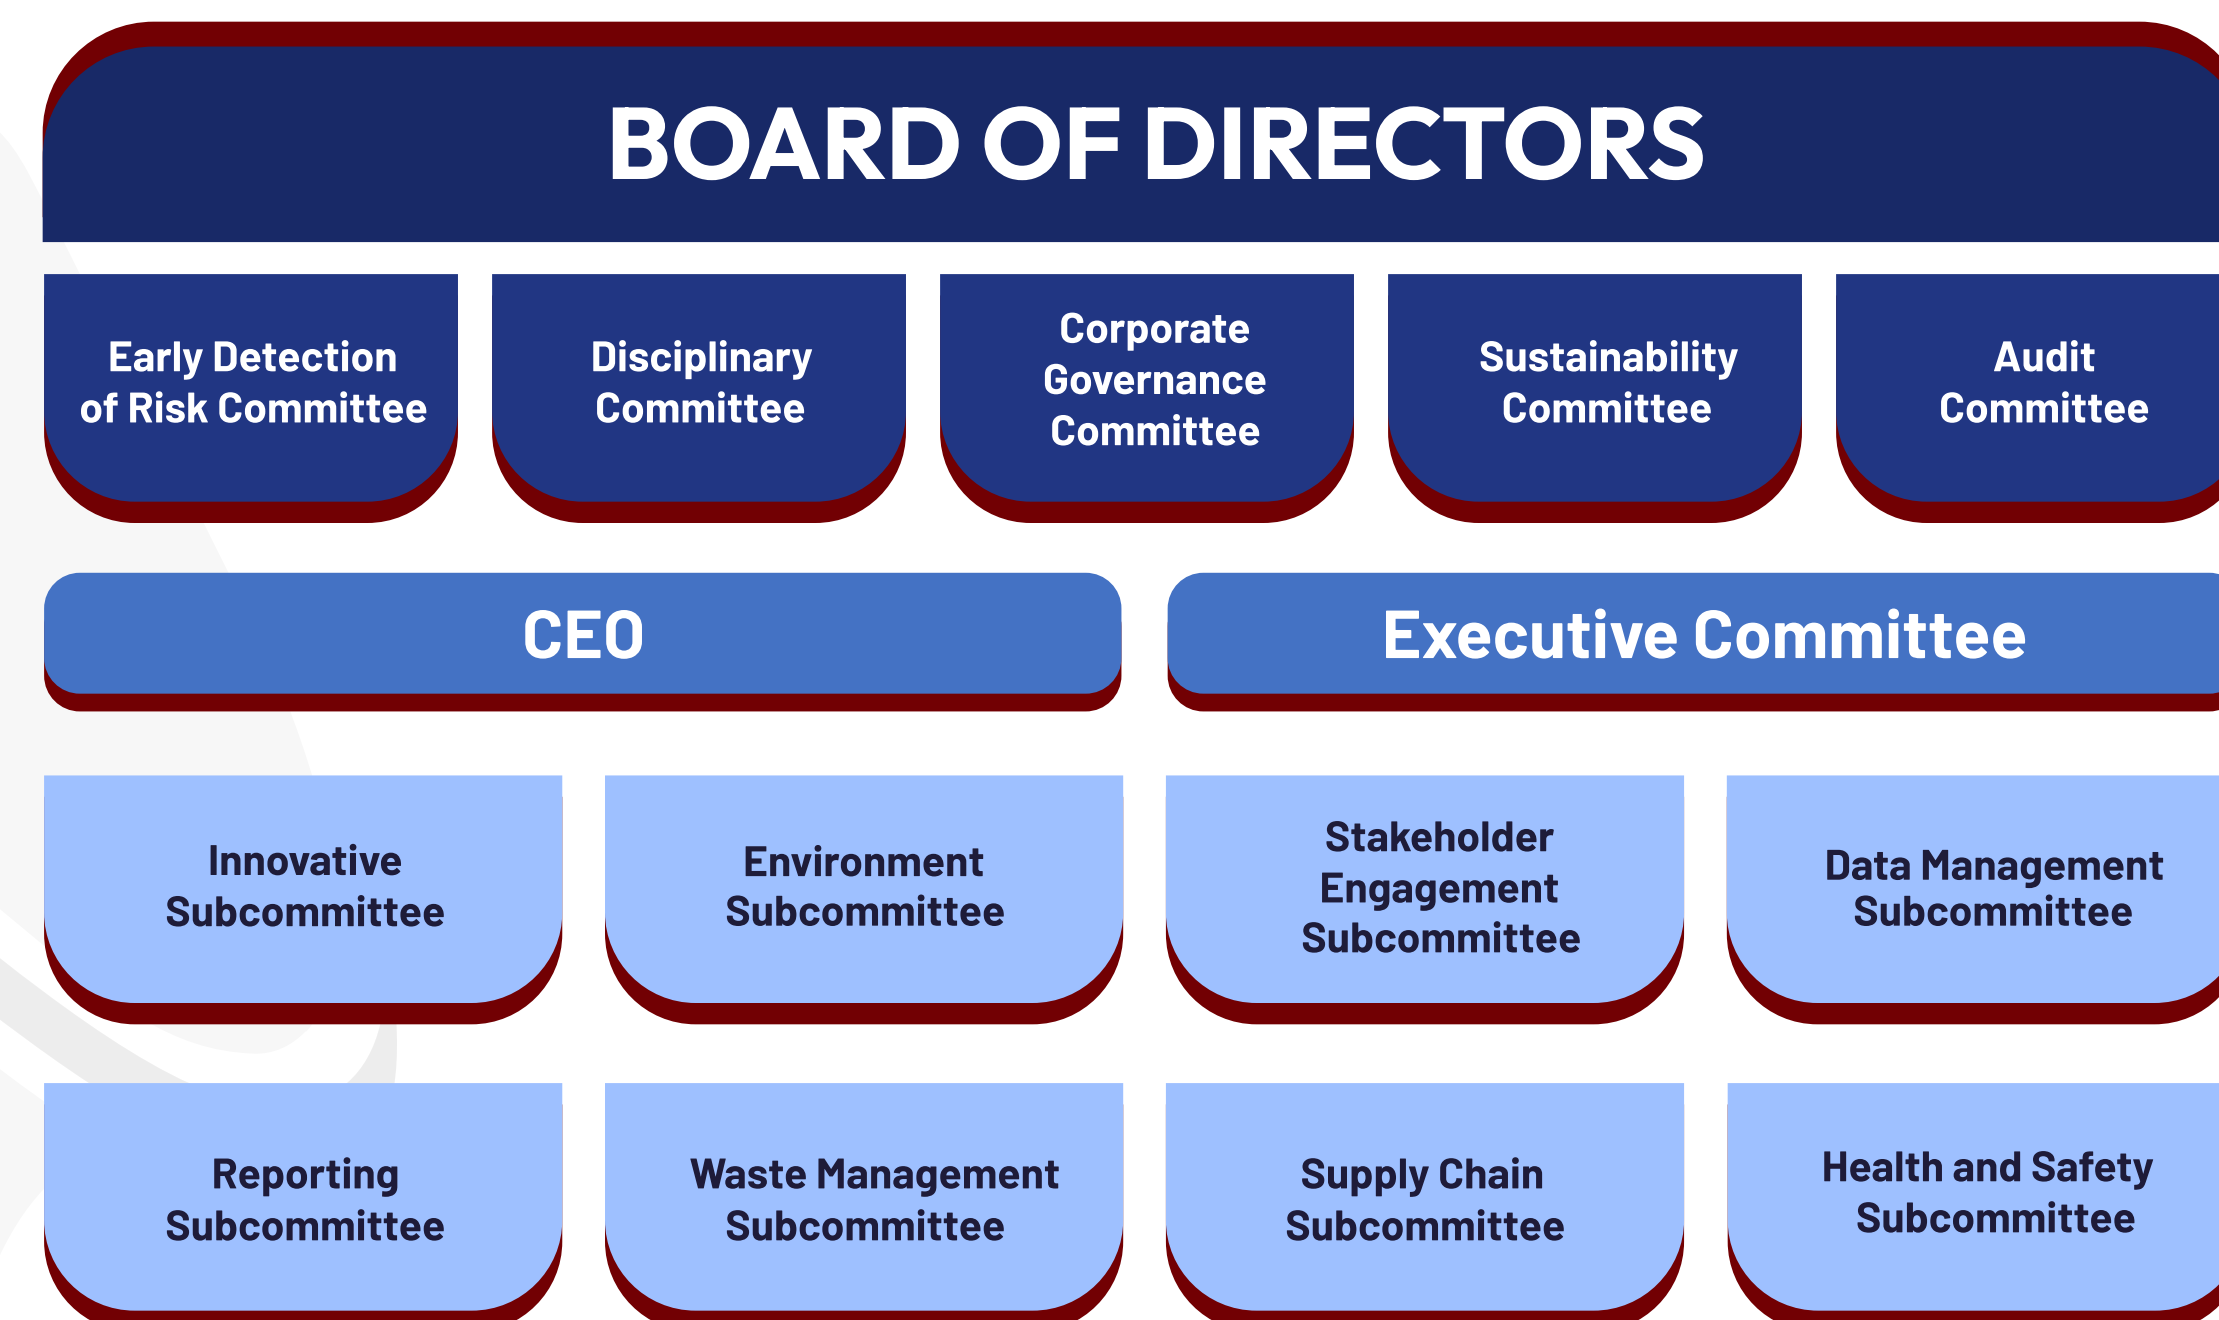 BOARD OF DIRECTORS
Early Detection
of Risk Committee
Disciplinary
Committee
Corporate
Governance
Committee
Sustainability
Committee
Audit
Committee
CEO
Executive Committee
Innovative
Subcommittee
Environment
Subcommittee
Stakeholder
Engagement
Subcommittee
Data Management
Subcommittee
Reporting
Subcommittee
Waste Management
Subcommittee
Supply Chain
Subcommittee
Health and Safety
Subcommittee